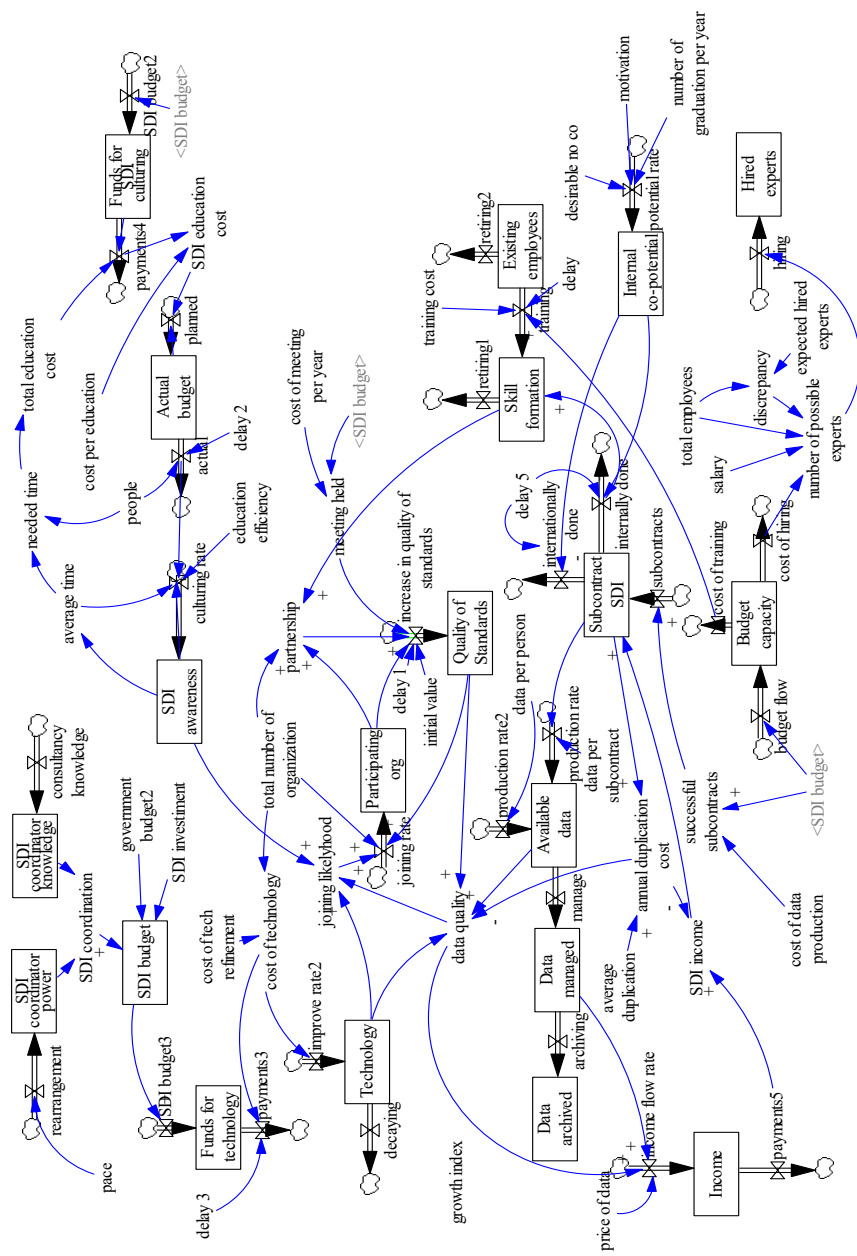 pace
rearrangement
SDI
coordinator
power
consultancy
knowledge
SDI
coordinator
knowledge
SDI coordination
+
government
budget2
SDI investiment
SDI budget
SDI budget3
Funds for
technology
payments3
delay 3
cost of tech
refinement
cost of technology
improve rate2
Technology
decaying
total number of
organization
joining likelyhood
+
+
joining rate
+
+
Participating
org
SDI
awareness
average time
needed time
total education
cost
people
cost per education
culturing rate
education
efficiency
actual
delay 2
Actual
budget
planned
SDI education
cost
payments4
Funds for
SDI
culturing
SDI budget2
<SDI budget>
cost of meeting
per year
<SDI budget>
meeting held
partnership
+
+
+
increase in quality of
standards
+
delay 1
initial value
Quality of
Standards
growth index
data quality
+
+
-
production rate2
data per person
Available
data
production rate
data per
subcontract
manage
Data
managed
archiving
Data
archived
annual duplication
cost
+
+
average
duplication
price of data
income flow rate
+
+
Income
payments5
SDI income
+
-
cost of data
production
successful
subcontracts
+
<SDI budget>
Subcontract
SDI
+
+
subcontracts
+
internationally
done
-
delay 5
internally done
training cost
retiring1
Skill
formation
+
training
+
delay
Existing
employees
retiring2
Internal
co-potential
potential rate
desirable no co
motivation
number of
graduation per year
budget flow
Budget
capacity
cost of training
cost of hiring
total employees
salary
discrepancy
expected hired
experts
number of possible
experts
hiring
Hired
experts